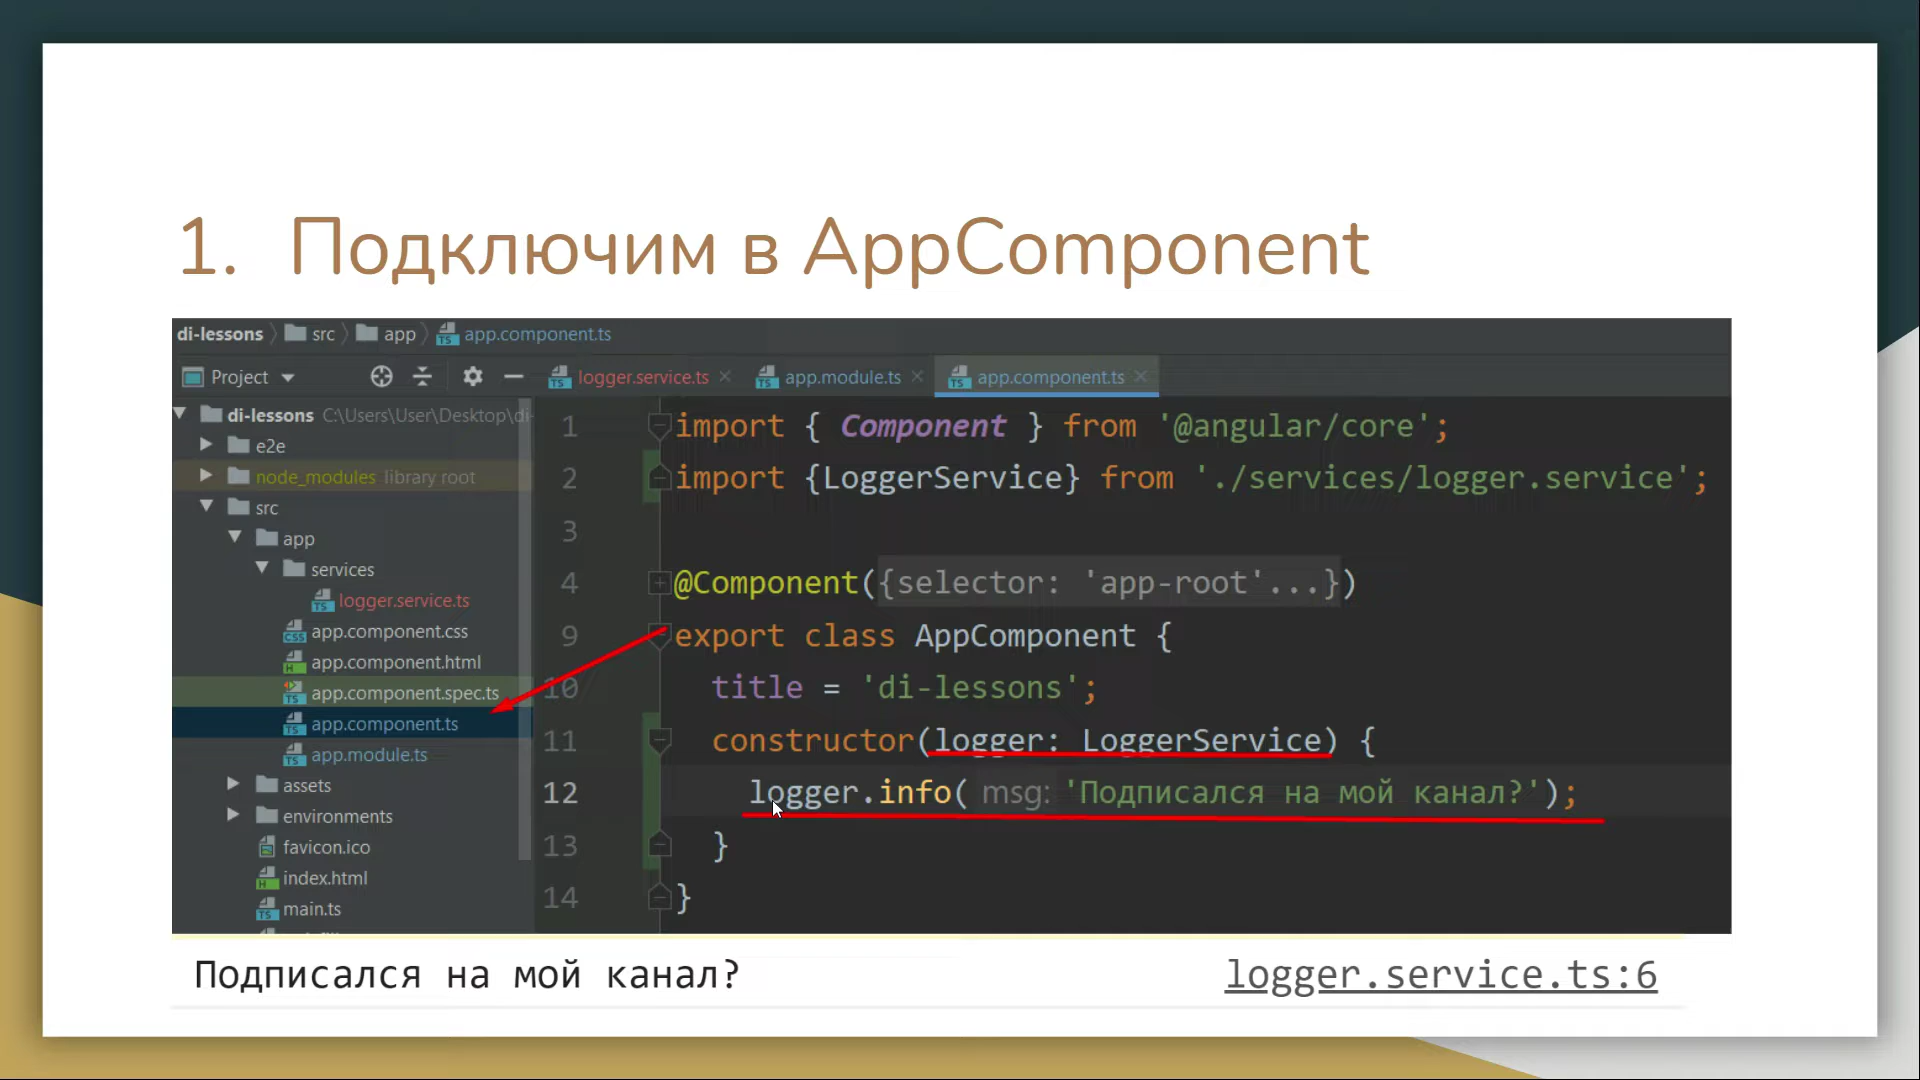 1. Подключим в AppComponent
di-lessons src app app.component.ts
Project
logger.service.ts app.module.ts app.component.ts
di-lessons C:\Users\User\Desktop\di-
e2e
node_modules library root
src
app
services
logger.service.ts
app.component.css
app.component.html
app.component.spec.ts
app.component.ts
app.module.ts
assets
environments
favicon.ico
index.html
main.ts
1 import { Component } from '@angular/core';
2 import {LoggerService} from './services/logger.service';
3
4 @Component({selector: 'app-root'...})
9 export class AppComponent {
10 title = 'di-lessons';
11 constructor(logger: LoggerService) {
12 logger.info( msg: 'Подписался на мой канал?');
13 }
14 }
Подписался на мой канал? logger.service.ts:6